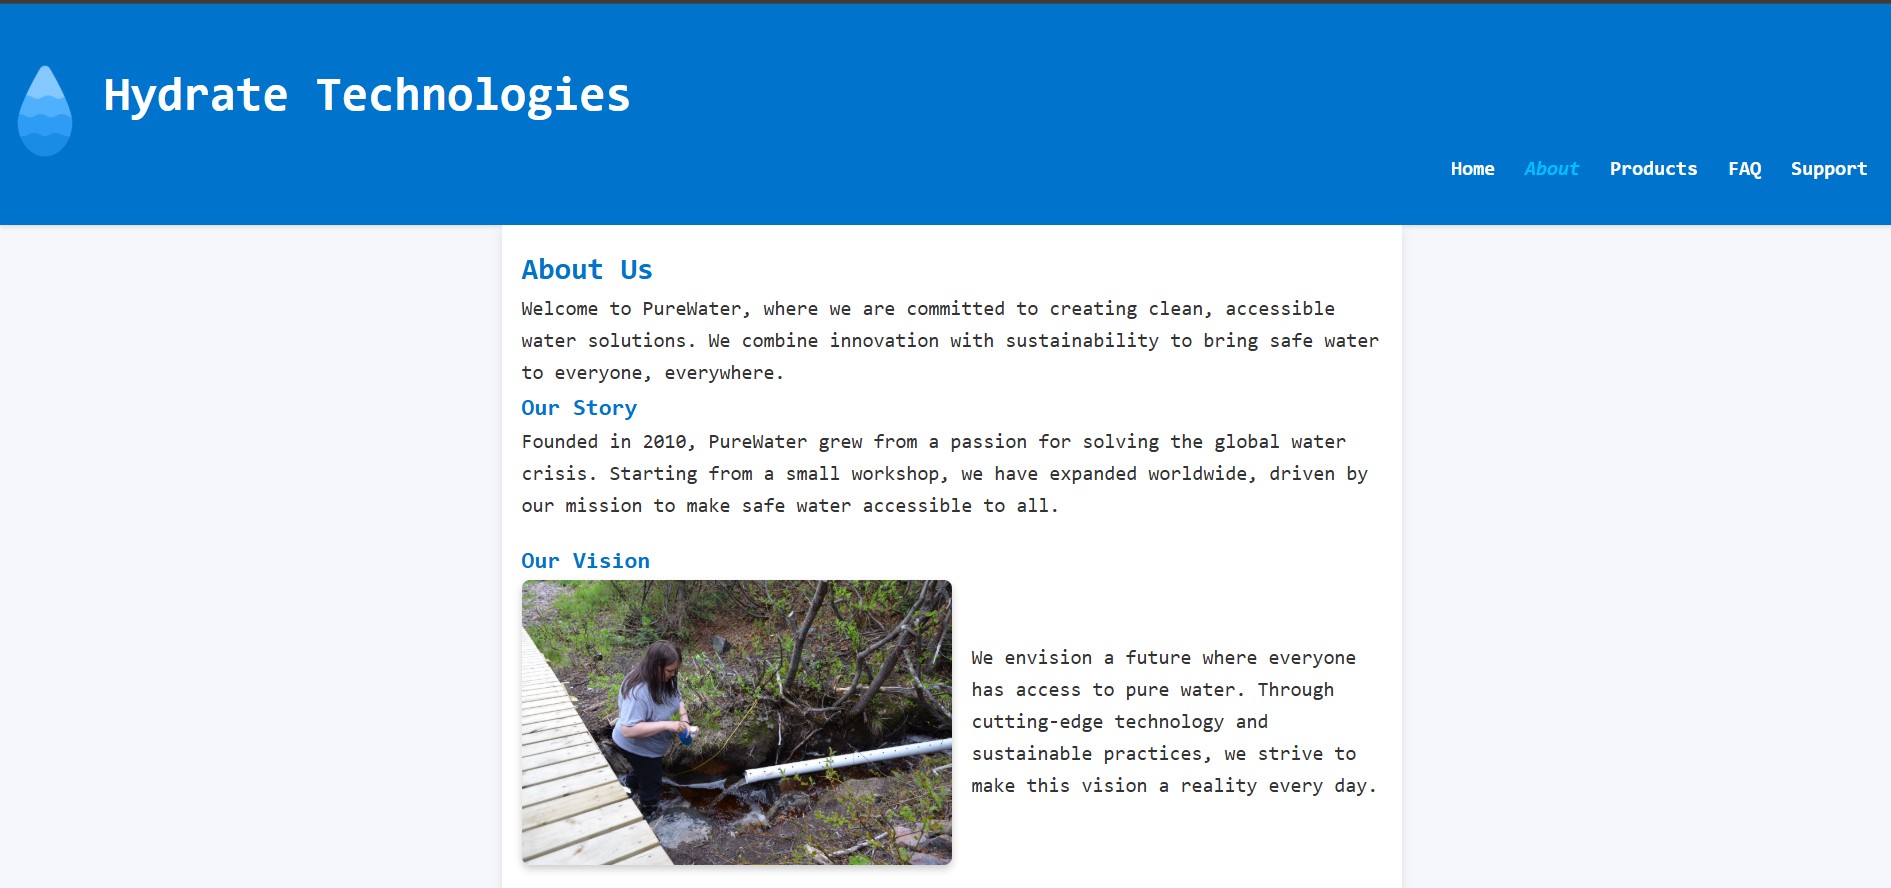 Hydrate Technologies
Home About Products FAQ Support
About Us
Welcome to PureWater, where we are committed to creating clean, accessible
water solutions. We combine innovation with sustainability to bring safe water
to everyone, everywhere.
Our Story
Founded in 2010, PureWater grew from a passion for solving the global water
crisis. Starting from a small workshop, we have expanded worldwide, driven by
our mission to make safe water accessible to all.
Our Vision
We envision a future where everyone
has access to pure water. Through
cutting-edge technology and
sustainable practices, we strive to
make this vision a reality every day.